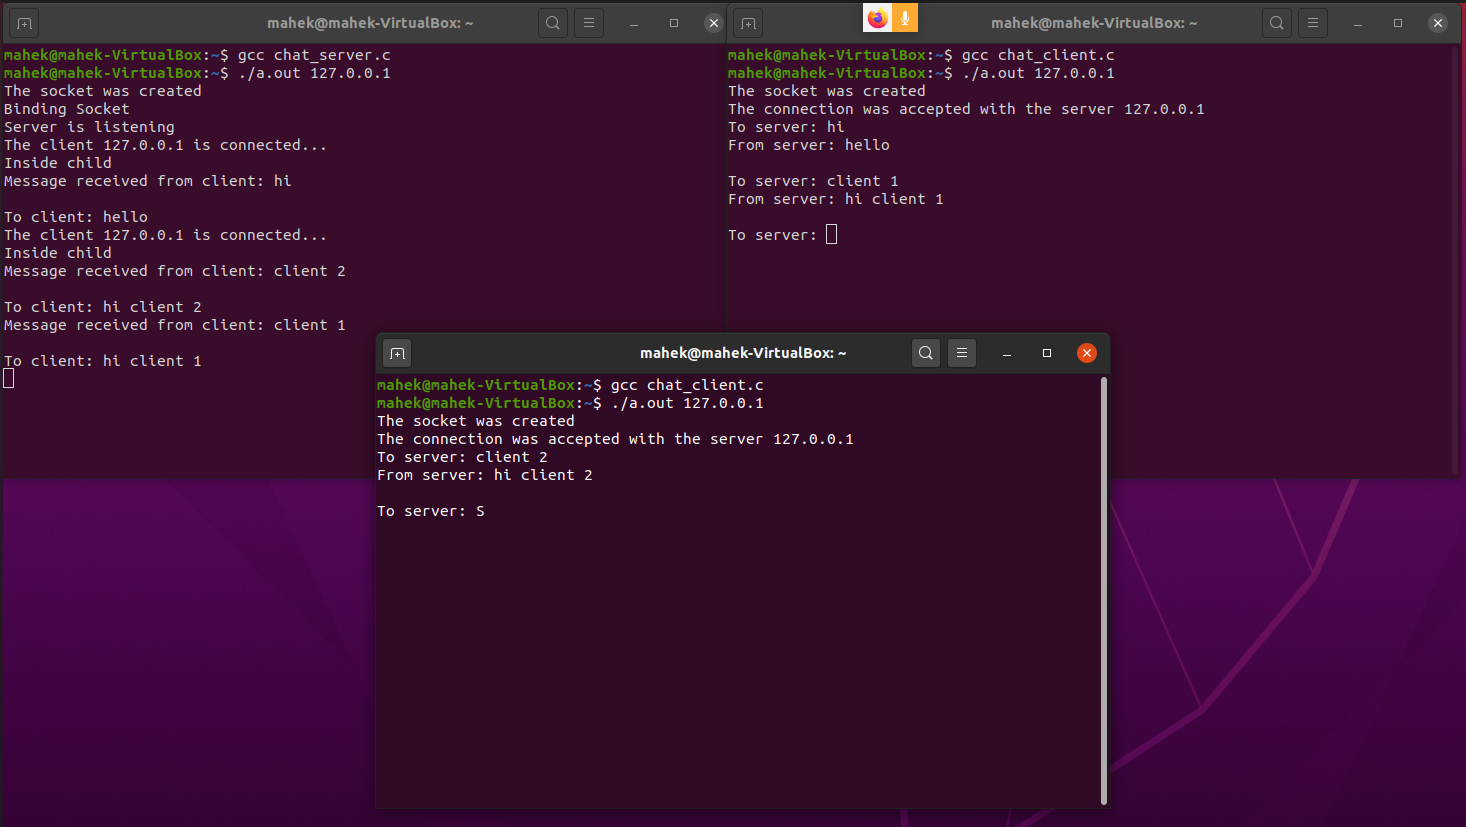 mahek@mahek-VirtualBox: ~
mahek@mahek-VirtualBox:~$ gcc chat_server.c
mahek@mahek-VirtualBox:~$ ./a.out 127.0.0.1
The socket was created
Binding Socket
Server is listening
The client 127.0.0.1 is connected...
Inside child
Message received from client: hi
To client: hello
The client 127.0.0.1 is connected...
Inside child
Message received from client: client 2
To client: hi client 2
Message received from client: client 1
To client: hi client 1
mahek@mahek-VirtualBox: ~
mahek@mahek-VirtualBox:~$ gcc chat_client.c
mahek@mahek-VirtualBox:~$ ./a.out 127.0.0.1
The socket was created
The connection was accepted with the server 127.0.0.1
To server: hi
From server: hello
To server: client 1
From server: hi client 1
To server:
mahek@mahek-VirtualBox: ~
mahek@mahek-VirtualBox:~$ gcc chat_client.c
mahek@mahek-VirtualBox:~$ ./a.out 127.0.0.1
The socket was created
The connection was accepted with the server 127.0.0.1
To server: client 2
From server: hi client 2
To server: S